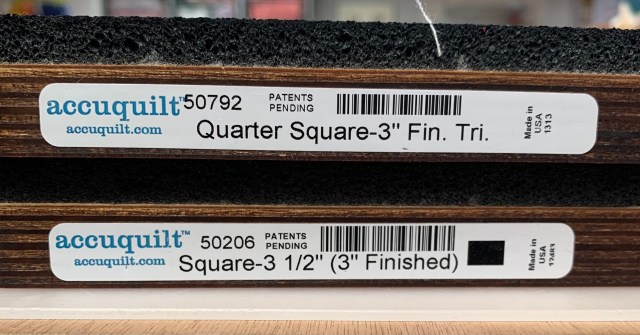 accuquilt™ 50792 PATENTS PENDING
accuquilt.com
Quarter Square-3" Fin. Tri.
Made in USA 1313
accuquilt™ 50206 PATENTS PENDING
accuquilt.com
Square-3 1/2" (3" Finished)
Made in USA